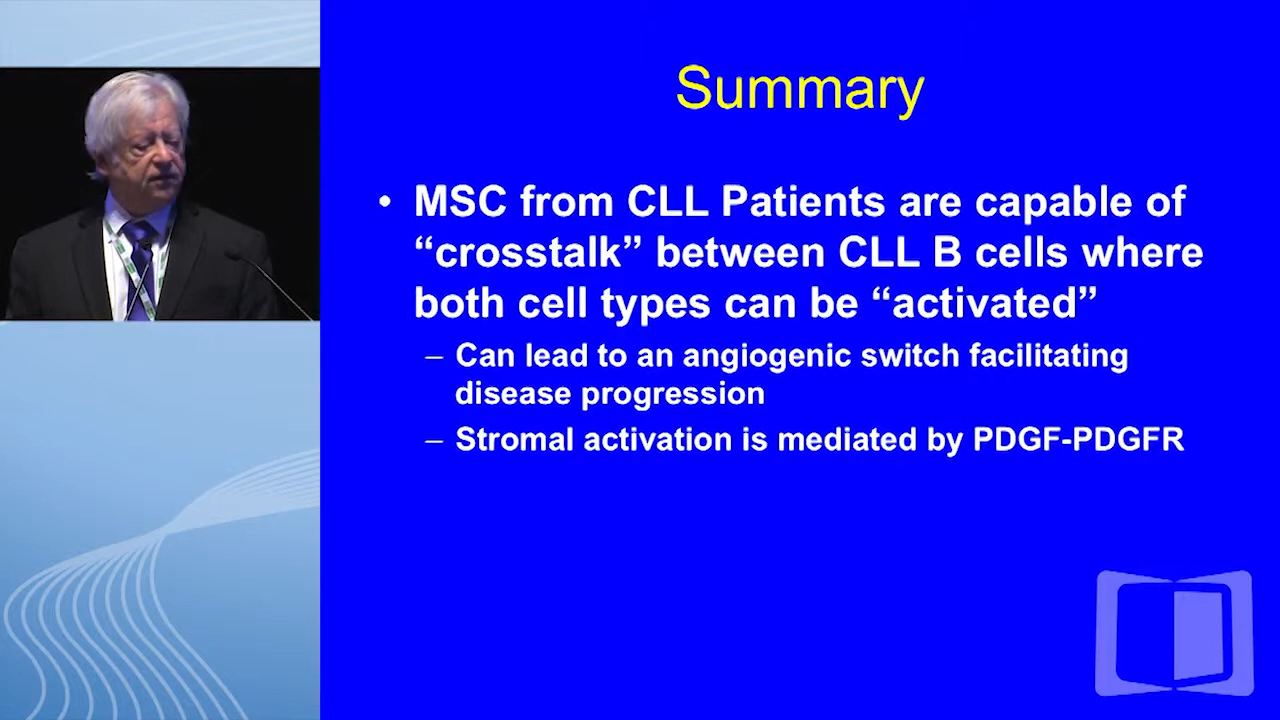 Summary
• MSC from CLL Patients are capable of
“crosstalk” between CLL B cells where
both cell types can be “activated”
– Can lead to an angiogenic switch facilitating
disease progression
– Stromal activation is mediated by PDGF-PDGFR